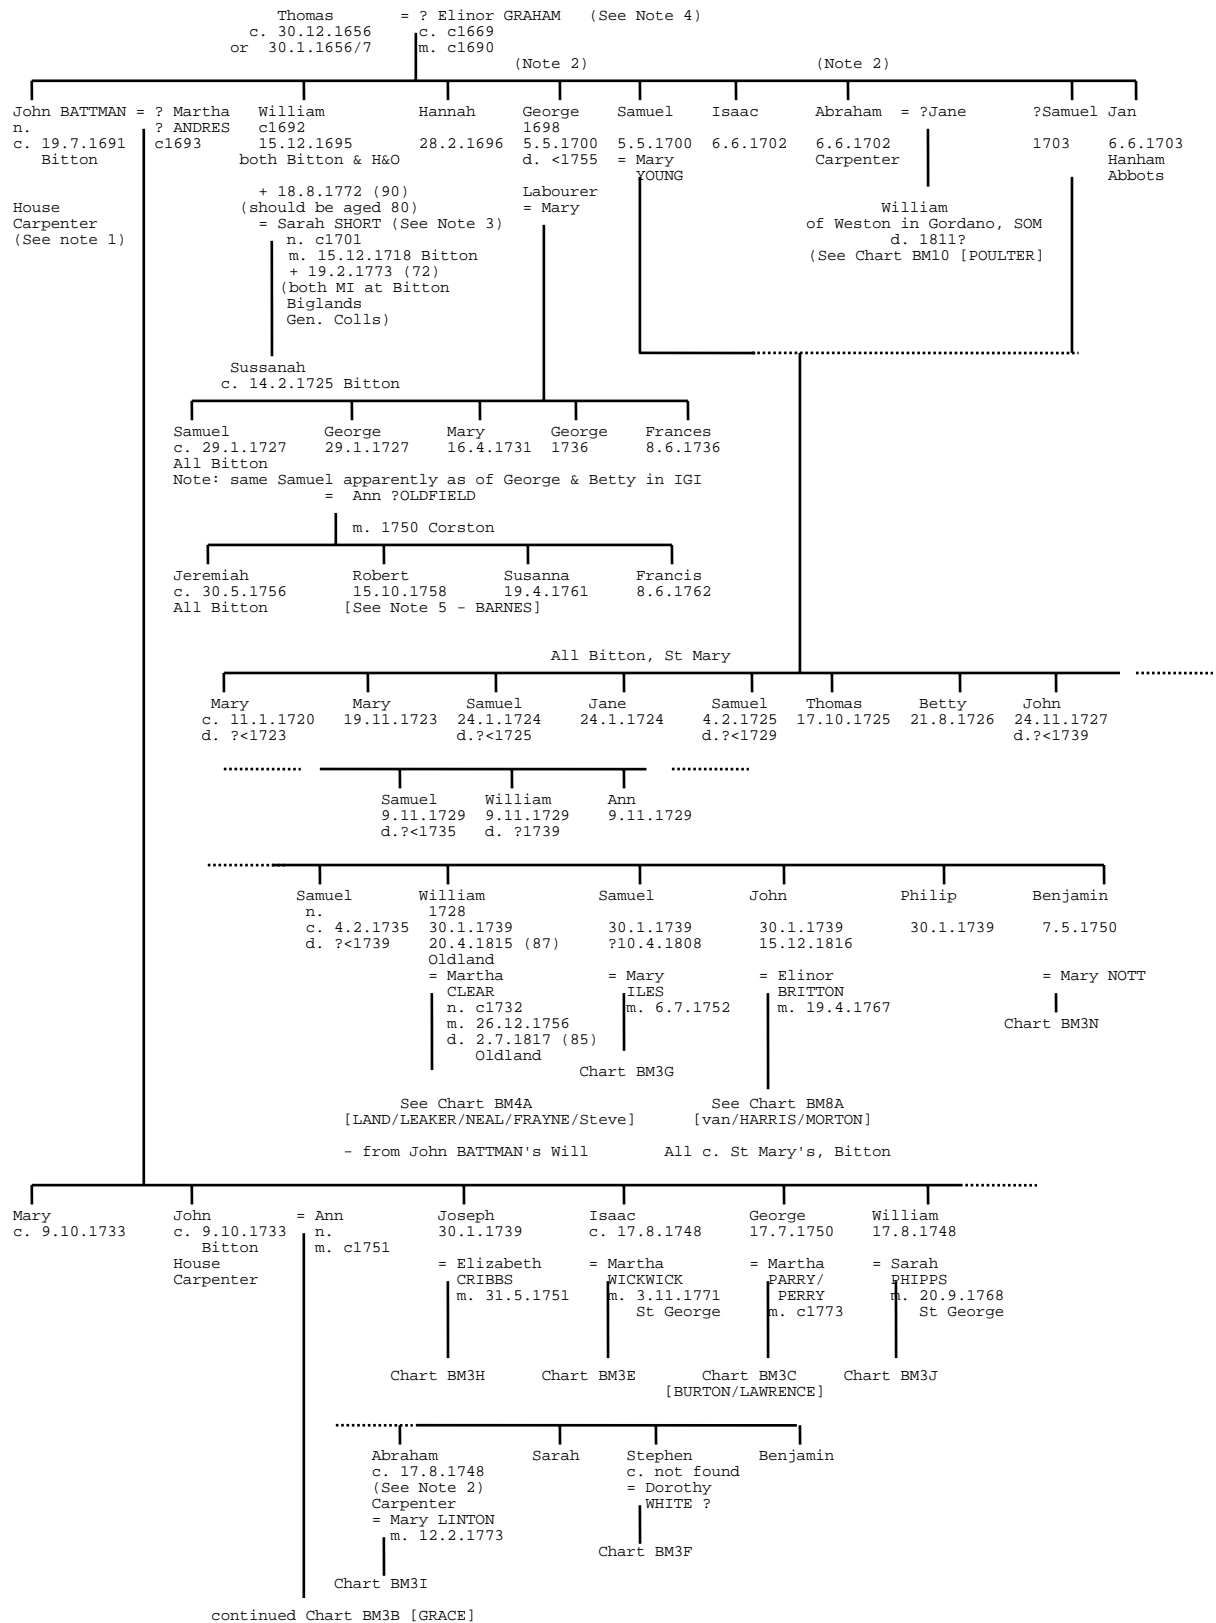 Thomas = ? Elinor GRAHAM (See Note 4)
c. 30.12.1656 c. c1669
or 30.1.1656/7 m. c1690
(Note 2) (Note 2)
John BATTMAN = ? Martha William Hannah George Samuel Isaac Abraham = ?Jane ?Samuel Jan
n. ? ANDRES c1692 1698
c. 19.7.1691 c1693 15.12.1695 28.2.1696 5.5.1700 5.5.1700 6.6.1702 6.6.1702 1703 6.6.1703
Bitton both Bitton & H&O d. <1755 = Mary Carpenter Hanham
YOUNG Abbots
+ 18.8.1772 (90) Labourer
House (should be aged 80) = Mary William
Carpenter = Sarah SHORT (See Note 3) of Weston in Gordano, SOM
(See note 1) n. c1701 d. 1811?
m. 15.12.1718 Bitton (See Chart BM10 [POULTER]
+ 19.2.1773 (72)
(both MI at Bitton
Biglands
Gen. Colls)
Sussanah
c. 14.2.1725 Bitton
Samuel George Mary George Frances
c. 29.1.1727 29.1.1727 16.4.1731 1736 8.6.1736
All Bitton
Note: same Samuel apparently as of George & Betty in IGI
= Ann ?OLDFIELD
m. 1750 Corston
Jeremiah Robert Susanna Francis
c. 30.5.1756 15.10.1758 19.4.1761 8.6.1762
All Bitton [See Note 5 - BARNES]
All Bitton, St Mary
Mary Mary Samuel Jane Samuel Thomas Betty John
c. 11.1.1720 19.11.1723 24.1.1724 24.1.1724 4.2.1725 17.10.1725 21.8.1726 24.11.1727
d. ?<1723 d.?<1725 d.?<1729 d.?<1739
Samuel William Ann
9.11.1729 9.11.1729 9.11.1729
d.?<1735 d. ?1739
Samuel William Samuel John Philip Benjamin
n. 1728
c. 4.2.1735 30.1.1739 30.1.1739 30.1.1739 30.1.1739 7.5.1750
d. ?<1739 20.4.1815 (87) ?10.4.1808 15.12.1816
Oldland
= Martha = Mary = Elinor = Mary NOTT
CLEAR ILES BRITTON
n. c1732 m. 6.7.1752 m. 19.4.1767
m. 26.12.1756 Chart BM3N
d. 2.7.1817 (85)
Oldland
Chart BM3G
See Chart BM4A See Chart BM8A
[LAND/LEAKER/NEAL/FRAYNE/Steve] [van/HARRIS/MORTON]
- from John BATTMAN's Will All c. St Mary's, Bitton
Mary John = Ann Joseph Isaac George William
c. 9.10.1733 c. 9.10.1733 n. 30.1.1739 c. 17.8.1748 17.7.1750 17.8.1748
Bitton m. c1751
House = Elizabeth = Martha = Martha = Sarah
Carpenter CRIBBS WICKWICK PARRY/ PHIPPS
m. 31.5.1751 m. 3.11.1771 PERRY m. 20.9.1768
St George m. c1773 St George
Chart BM3H Chart BM3E Chart BM3C Chart BM3J
[BURTON/LAWRENCE]
Abraham Sarah Stephen Benjamin
c. 17.8.1748 c. not found
(See Note 2) = Dorothy
Carpenter WHITE ?
= Mary LINTON
m. 12.2.1773
Chart BM3F
Chart BM3I
continued Chart BM3B [GRACE]